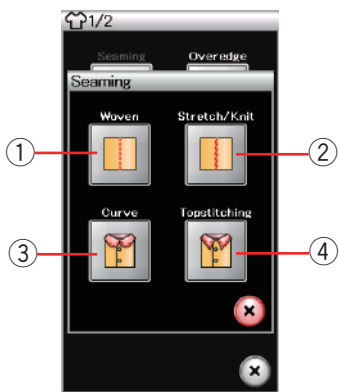 1/2
Seaming Overedge
Seaming
Woven Stretch/Knit
① ②
Curve Topstitching
③ ④